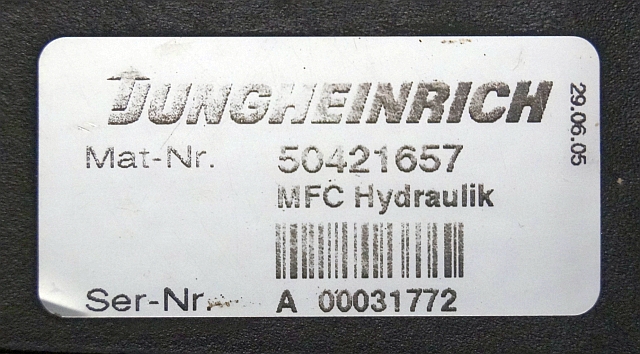 JUNGHEINRICH
29.06.05
Mat-Nr. 50421657
MFC Hydraulik
Ser-Nr. A 00031772